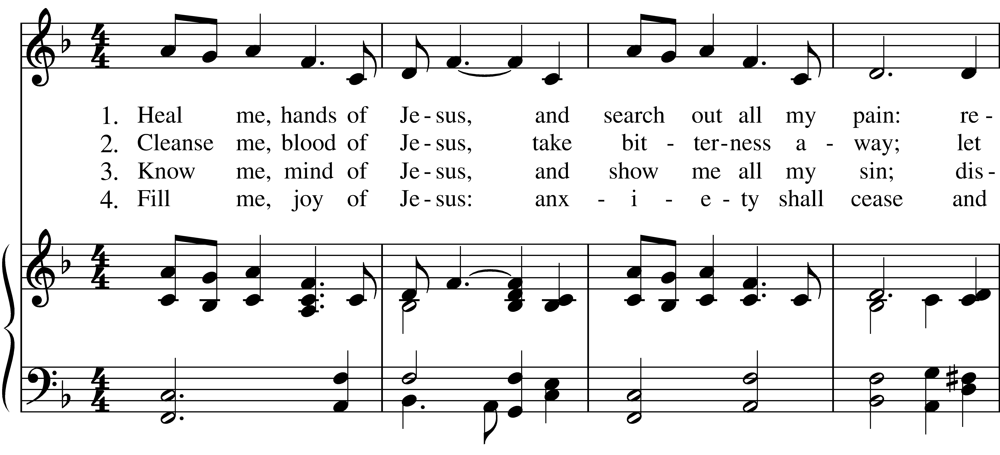 1. Heal me, hands of Je - sus, and search out all my pain: re -
2. Cleanse me, blood of Je - sus, take bit - ter - ness a - way; let
3. Know me, mind of Je - sus, and show me all my sin; dis -
4. Fill me, joy of Je - sus: anx - i - e - ty shall cease and